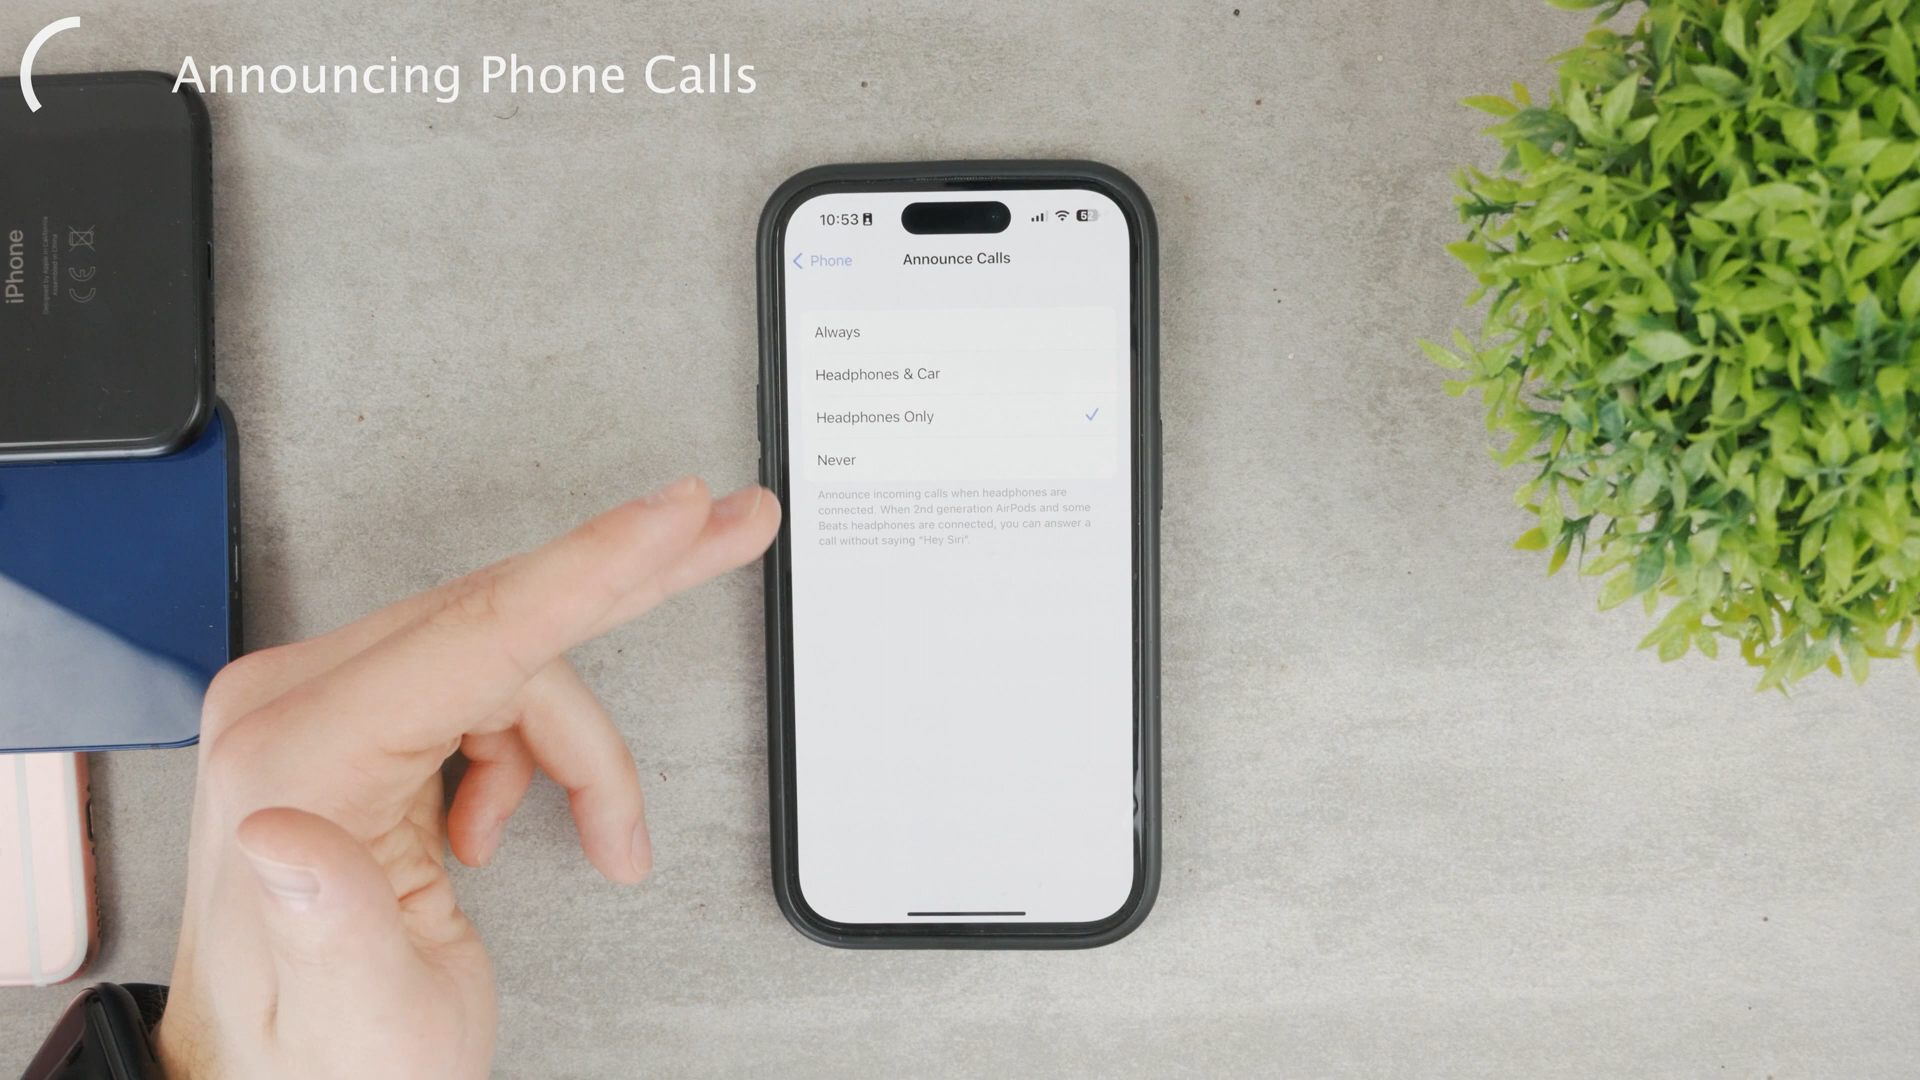 Announcing Phone Calls
iPhone
10:53
Phone
Announce Calls
Always
Headphones & Car
Headphones Only
Never
Announce incoming calls when headphones are
connected. When 2nd generation AirPods and some
Beats headphones are connected, you can answer a
call without saying “Hey Siri”.